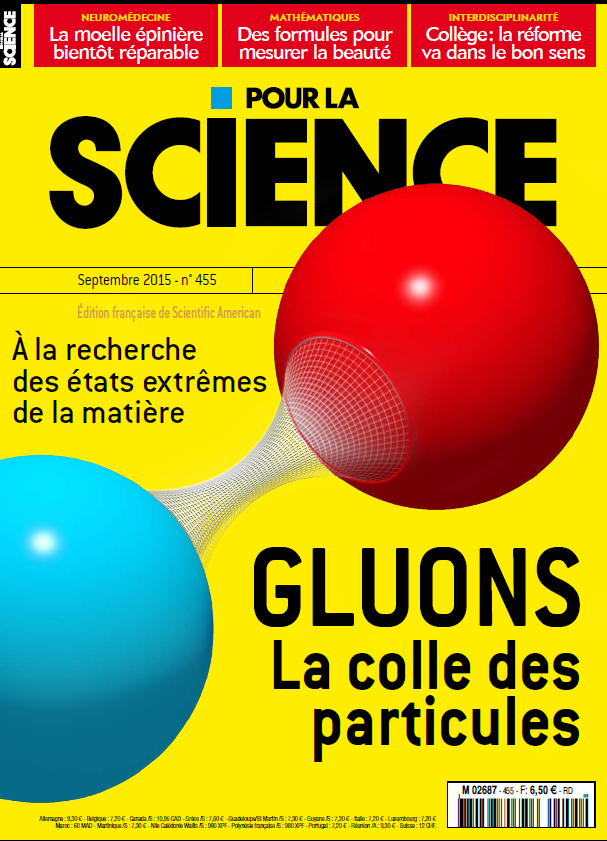 SCIENCE
NEUROMÉDECINE
La moelle épinière
bientôt réparable
MATHÉMATIQUES
Des formules pour
mesurer la beauté
INTERDISCIPLINARITÉ
Collège : la réforme
va dans le bon sens
POUR LA
SCIENCE
Septembre 2015 - n° 455
Édition française de Scientific American
À la recherche
des états extrêmes
de la matière
GLUONS
La colle des
particules
M 02687 - 455 - F: 6,50 € - RD
Allemagne : 9,30 € - Belgique : 7,20 € - Canada /S : 10,95 CAD - Grèce /S : 7,60 € - Guadeloupe/St Martin /S : 7,30 € - Guyane /S : 7,30 € - Italie : 7,20 € - Luxembourg : 7,20 €
Maroc : 60 MAD - Martinique /S : 7,30 € - Nlle Calédonie Wallis /S : 980 XPF - Polynésie française /S : 980 XPF - Portugal : 7,20 € - Réunion /A : 9,30 € - Suisse : 12 CHF.